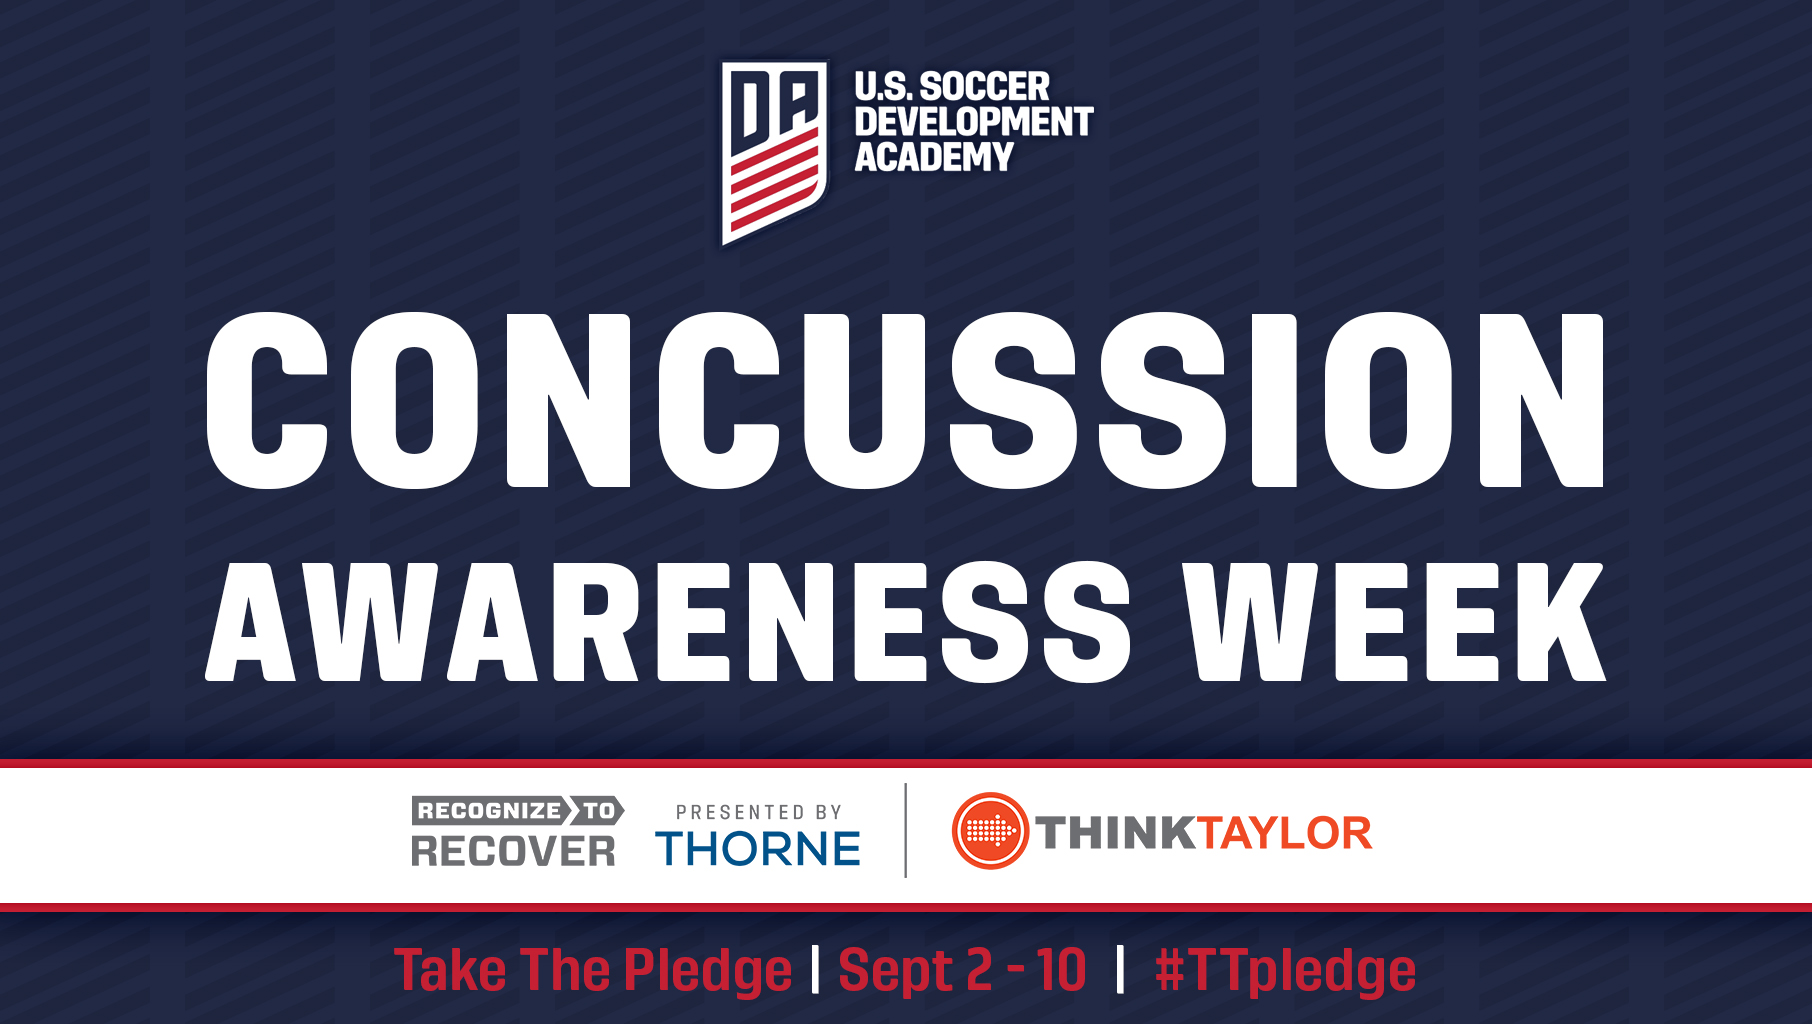 DA
U.S. SOCCER
DEVELOPMENT
ACADEMY
CONCUSSION
AWARENESS WEEK
RECOGNIZE TO
RECOVER
PRESENTED BY
THORNE
THINKTAYLOR
Take The Pledge | Sept 2 - 10 | #TTpledge